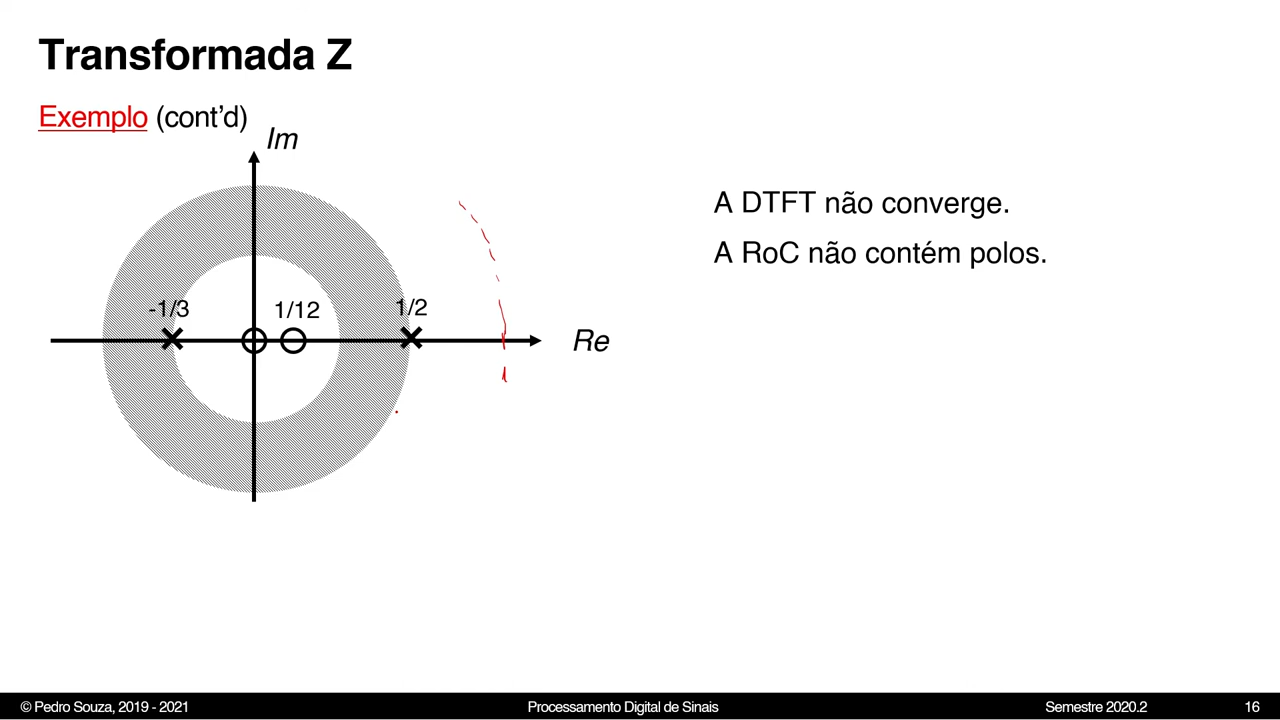 Transformada Z
Exemplo (cont'd)
Im
A DTFT não converge.
A RoC não contém polos.
-1/3
1/12
1/2
Re
1
© Pedro Souza, 2019 - 2021
Processamento Digital de Sinais
Semestre 2020.2
16